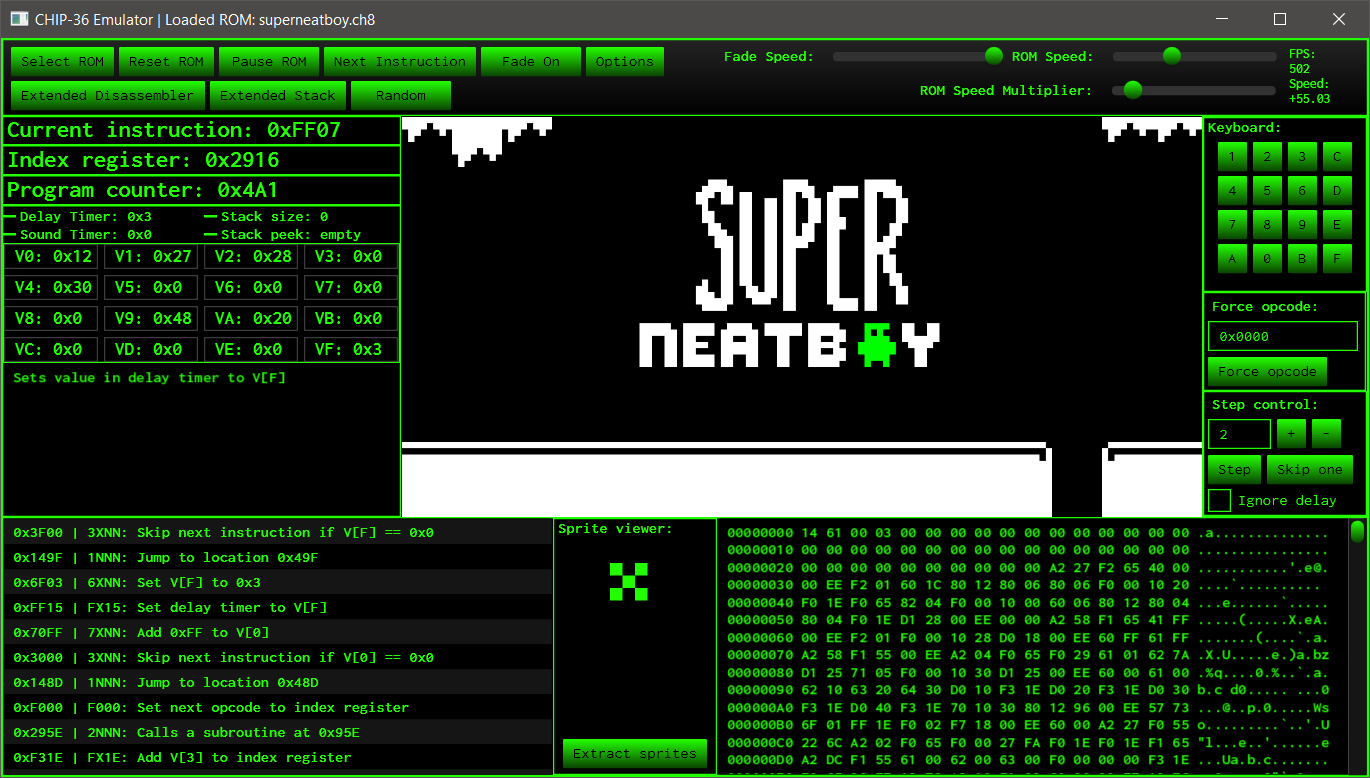 CHIP-36 Emulator | Loaded ROM: superneatboy.ch8
Select ROM
Reset ROM
Pause ROM
Next Instruction
Fade On
Options
Extended Disassembler
Extended Stack
Random
Fade Speed:
ROM Speed:
ROM Speed Multiplier:
FPS:
502
Speed:
+55.03
Current instruction: 0xFF07
Index register: 0x2916
Program counter: 0x4A1
Delay Timer: 0x3
Stack size: 0
Sound Timer: 0x0
Stack peek: empty
V0: 0x12 V1: 0x27 V2: 0x28 V3: 0x0
V4: 0x30 V5: 0x0 V6: 0x0 V7: 0x0
V8: 0x0 V9: 0x48 VA: 0x20 VB: 0x0
VC: 0x0 VD: 0x0 VE: 0x0 VF: 0x3
Sets value in delay timer to V[F]
SUPER
NEATBOY
Keyboard:
1 2 3 C
4 5 6 D
7 8 9 E
A 0 B F
Force opcode:
0x0000
Force opcode
Step control:
2 + -
Step
Skip one
Ignore delay
0x3F00 | 3XNN: Skip next instruction if V[F] == 0x0
0x149F | 1NNN: Jump to location 0x49F
0x6F03 | 6XNN: Set V[F] to 0x3
0xFF15 | FX15: Set delay timer to V[F]
0x70FF | 7XNN: Add 0xFF to V[0]
0x3000 | 3XNN: Skip next instruction if V[0] == 0x0
0x148D | 1NNN: Jump to location 0x48D
0xF000 | F000: Set next opcode to index register
0x295E | 2NNN: Calls a subroutine at 0x95E
0xF31E | FX1E: Add V[3] to index register
Sprite viewer:
Extract sprites
00000000 14 61 00 03 00 00 00 00 00 00 00 00 00 00 00 00 .a..............
00000010 00 00 00 00 00 00 00 00 00 00 00 00 00 00 00 00 ................
00000020 00 00 00 00 00 00 00 00 00 00 A2 27 F2 65 40 00 ...........'.e@.
00000030 00 EE F2 01 60 1C 80 12 80 06 80 06 F0 00 10 20 ....`..........
00000040 F0 1E F0 65 82 04 F0 00 10 00 60 06 80 12 80 04 ...e......`.....
00000050 80 04 F0 1E D1 28 00 EE 00 00 A2 58 F1 65 41 FF .....(.....X.eA.
00000060 00 EE F2 01 F0 00 10 28 D0 18 00 EE 60 FF 61 FF .......(....`.a.
00000070 A2 58 F1 55 00 EE A2 04 F0 65 F0 29 61 01 62 7A .X.U.....e.)a.bz
00000080 D1 25 71 05 F0 00 10 30 D1 25 00 EE 60 00 61 00 .%q....0.%..`.a.
00000090 62 10 63 20 64 30 D0 10 F3 1E D0 20 F3 1E D0 30 b.c d0..... ...0
000000A0 F3 1E D0 40 F3 1E 70 10 30 80 12 96 00 EE 57 73 ...@..p.0.....Ws
000000B0 6F 01 FF 1E F0 02 F7 18 00 EE 60 00 A2 27 F0 55 o.........`..'.U
000000C0 22 6C A2 02 F0 65 F0 00 27 FA F0 1E F0 1E F1 65 "l...e..'......e
000000D0 A2 DC F1 55 61 00 62 00 63 00 F0 00 00 00 F3 1E ...Ua.b.c.......